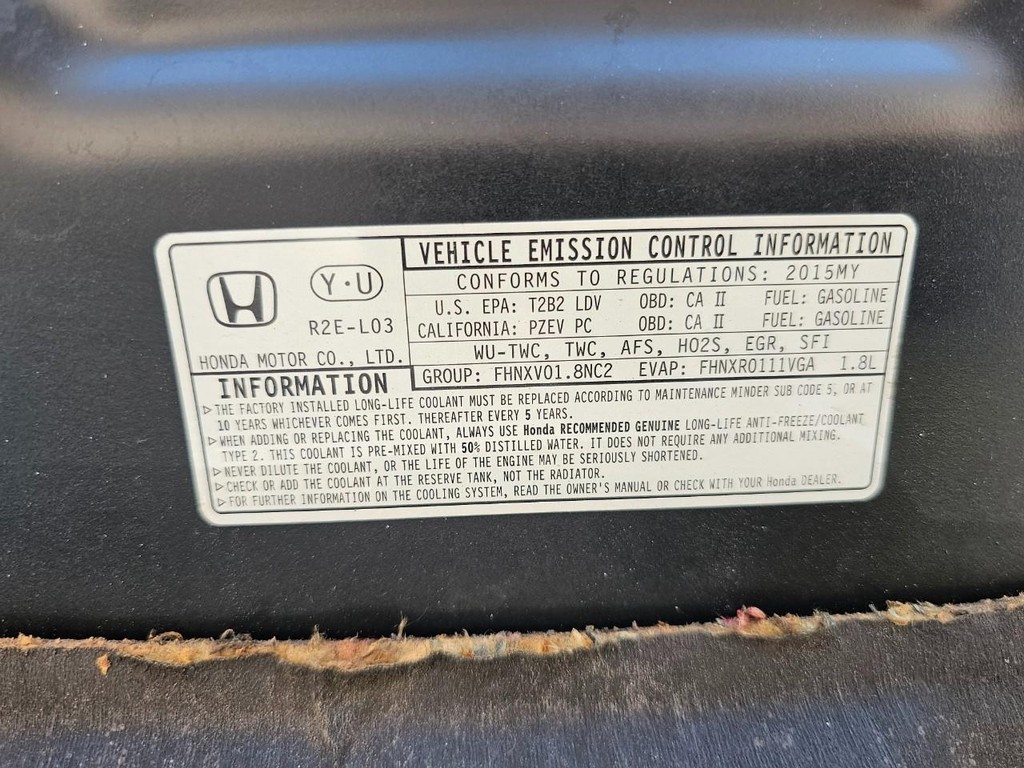 Y·U
R2E-L03
HONDA MOTOR CO., LTD.
VEHICLE EMISSION CONTROL INFORMATION
CONFORMS TO REGULATIONS: 2015MY
U.S. EPA: T2B2 LDV OBD: CA II FUEL: GASOLINE
CALIFORNIA: PZEV PC OBD: CA II FUEL: GASOLINE
WU-TWC, TWC, AFS, HO2S, EGR, SFI
GROUP: FHNXV01.8NC2 EVAP: FHNXR0111VGA 1.8L
INFORMATION
▷THE FACTORY INSTALLED LONG-LIFE COOLANT MUST BE REPLACED ACCORDING TO MAINTENANCE MINDER SUB CODE 5, OR AT
10 YEARS WHICHEVER COMES FIRST. THEREAFTER EVERY 5 YEARS.
▷WHEN ADDING OR REPLACING THE COOLANT, ALWAYS USE Honda RECOMMENDED GENUINE LONG-LIFE ANTI-FREEZE/COOLANT
TYPE 2. THIS COOLANT IS PRE-MIXED WITH 50% DISTILLED WATER. IT DOES NOT REQUIRE ANY ADDITIONAL MIXING.
▷NEVER DILUTE THE COOLANT, OR THE LIFE OF THE ENGINE MAY BE SERIOUSLY SHORTENED.
▷CHECK OR ADD THE COOLANT AT THE RESERVE TANK, NOT THE RADIATOR.
▷FOR FURTHER INFORMATION ON THE COOLING SYSTEM, READ THE OWNER'S MANUAL OR CHECK WITH YOUR Honda DEALER.